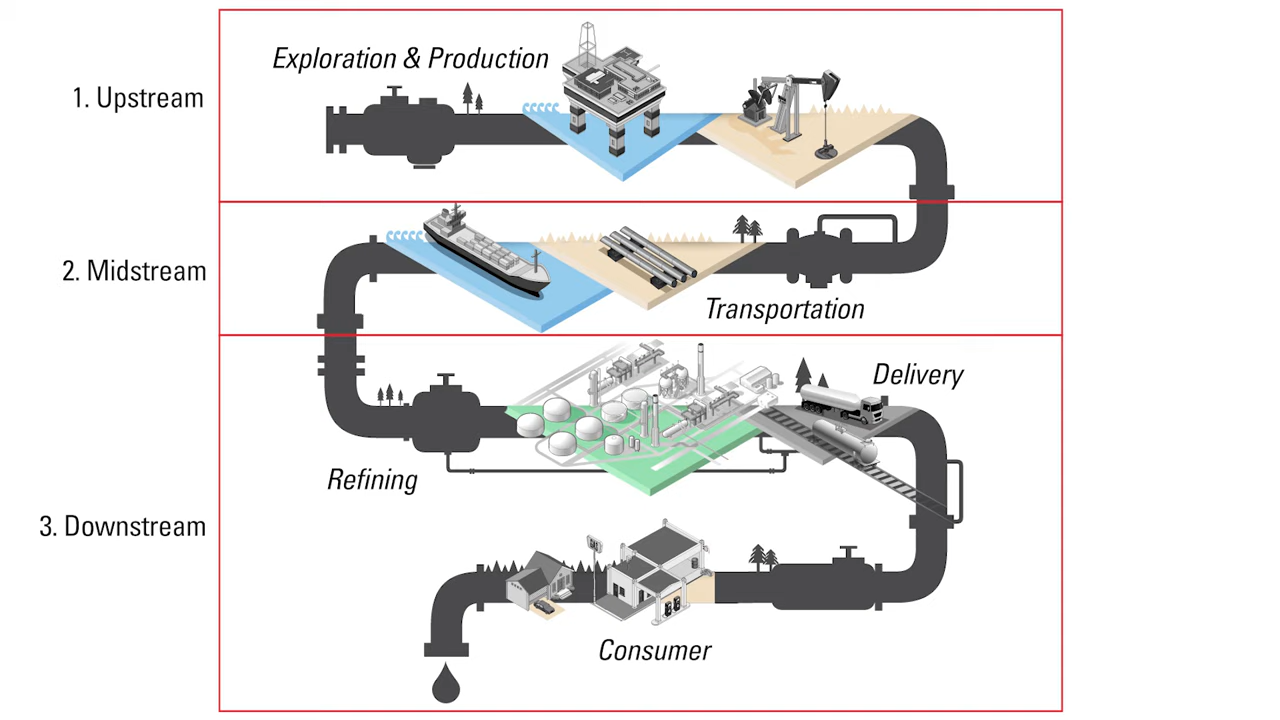 Exploration & Production
1. Upstream
2. Midstream
Transportation
Delivery
Refining
3. Downstream
Consumer